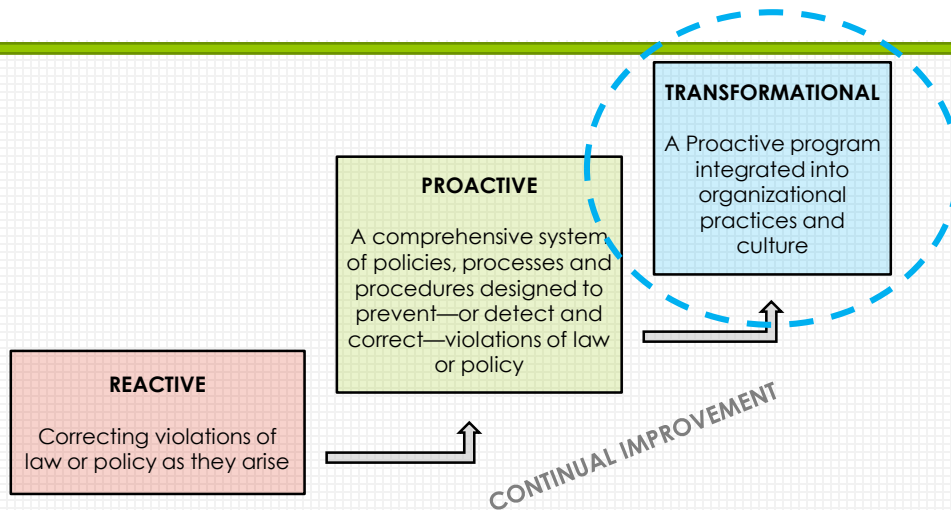 TRANSFORMATIONAL
A Proactive program
integrated into
organizational
practices and
culture
PROACTIVE
A comprehensive system
of policies, processes and
procedures designed to
prevent—or detect and
correct—violations of law
or policy
REACTIVE
Correcting violations of
law or policy as they arise
CONTINUAL IMPROVEMENT